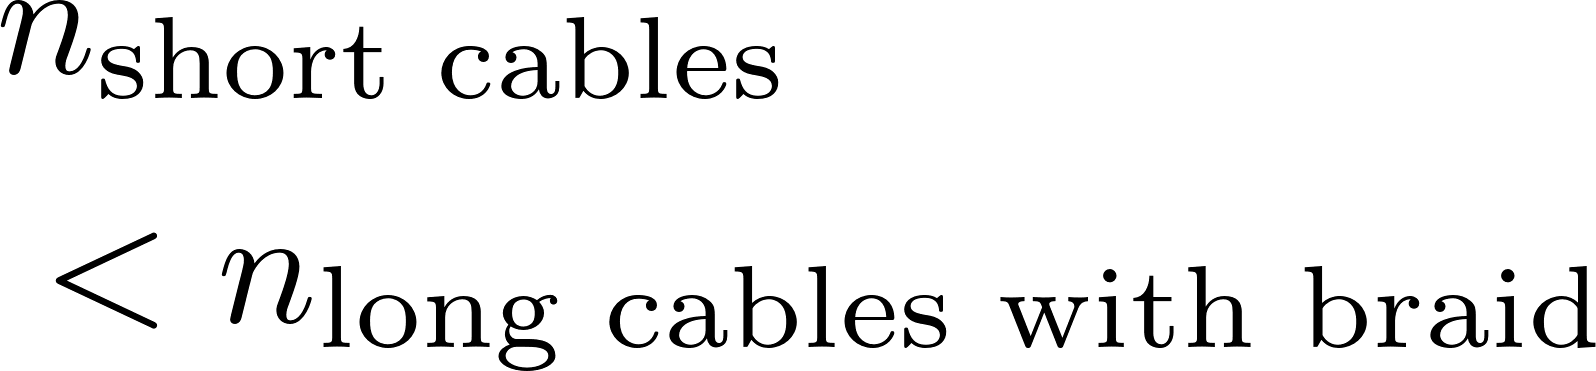 n_short cables
< n_long cables with braid